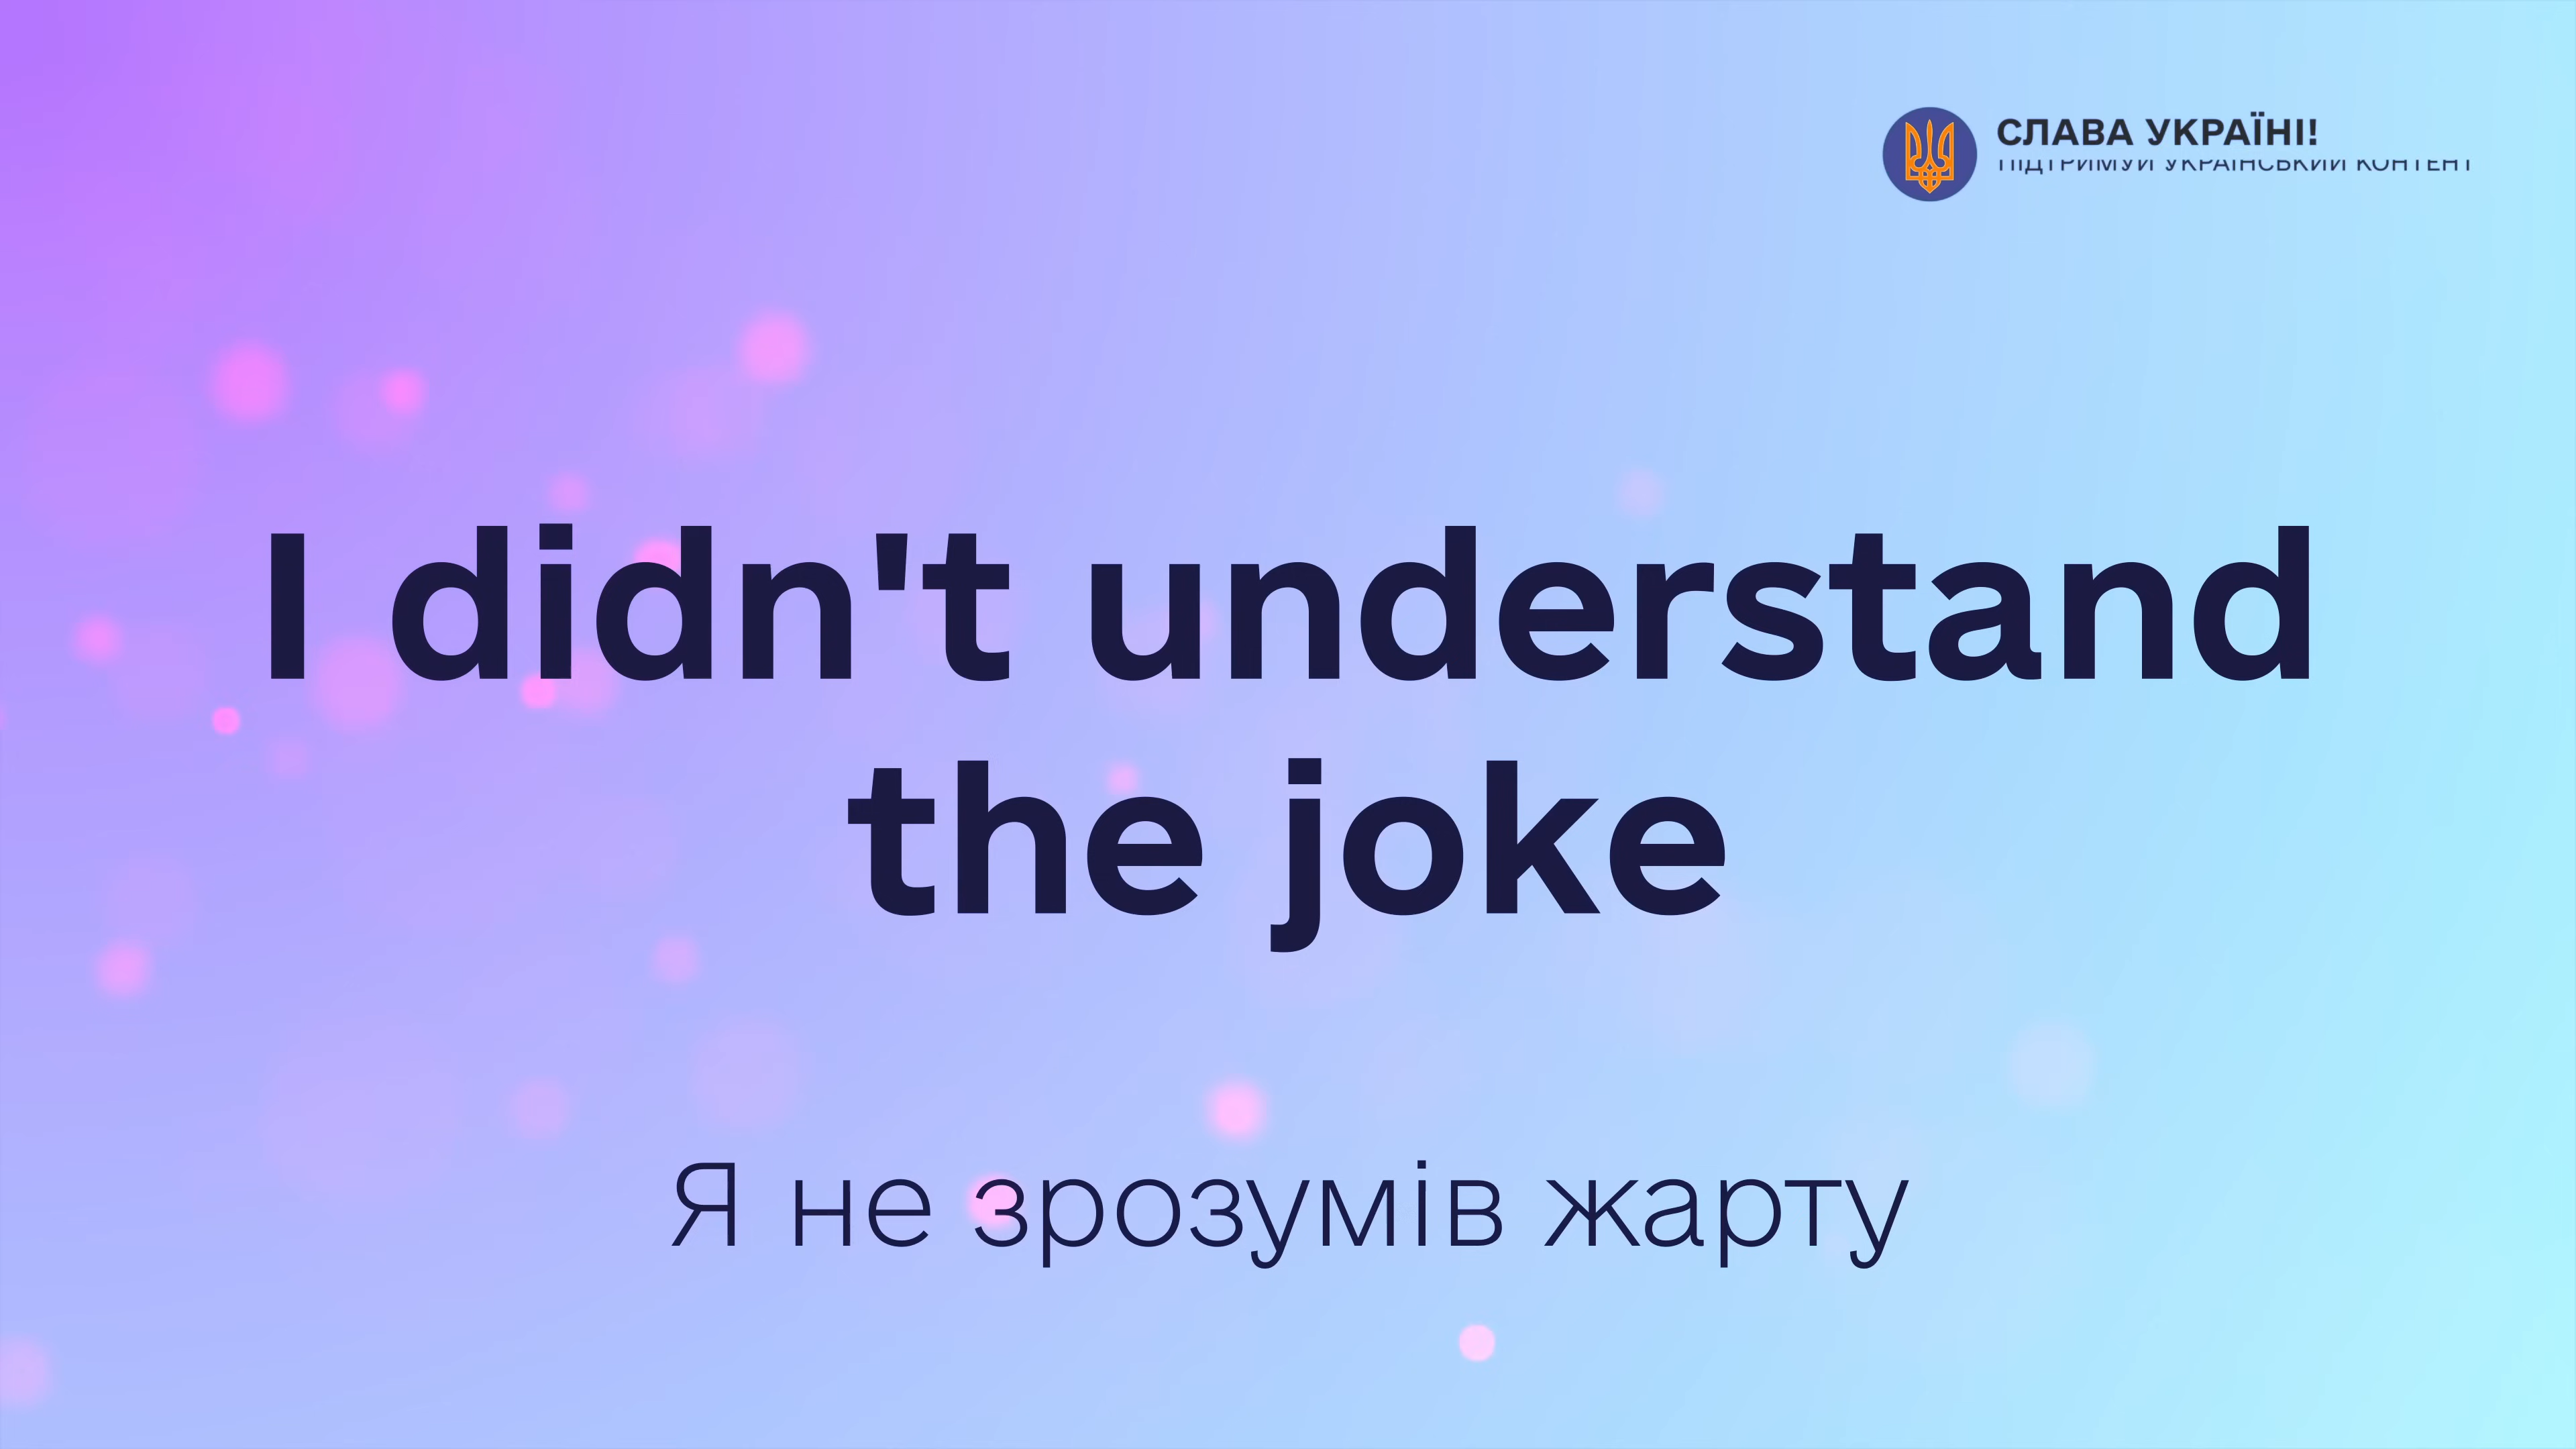 СЛАВА УКРАЇНІ!
ПІДТРИМУЙ УКРАЇНСЬКИЙ КОНТЕНТ
I didn't understand
the joke
Я не зрозумів жарту